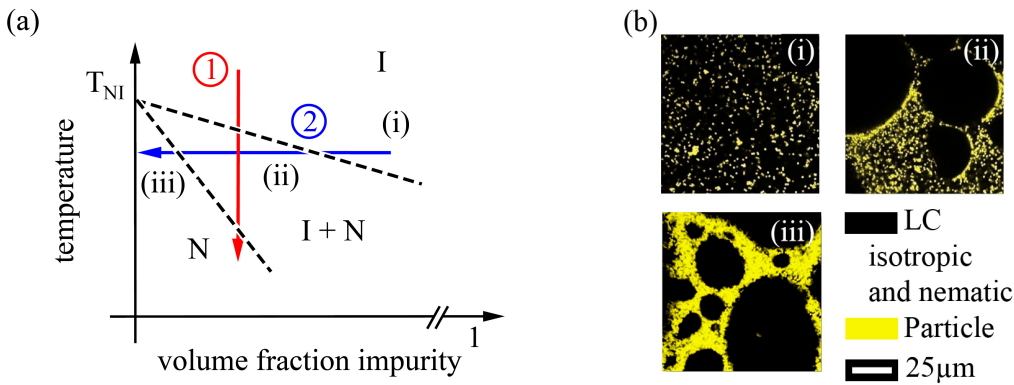 (a)
temperature
T_NI
1
I
2
(i)
(iii)
(ii)
N
I + N
1
volume fraction impurity
(b)
(i)
(ii)
(iii)
LC
isotropic
and nematic
Particle
25μm